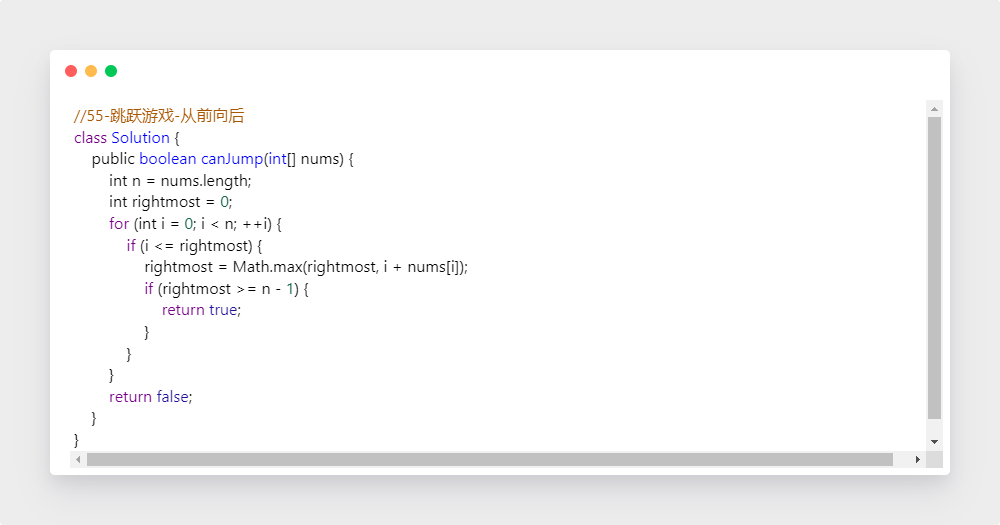 //55-跳跃游戏-从前向后
class Solution {
    public boolean canJump(int[] nums) {
        int n = nums.length;
        int rightmost = 0;
        for (int i = 0; i < n; ++i) {
            if (i <= rightmost) {
                rightmost = Math.max(rightmost, i + nums[i]);
                if (rightmost >= n - 1) {
                    return true;
                }
            }
        }
        return false;
    }
}